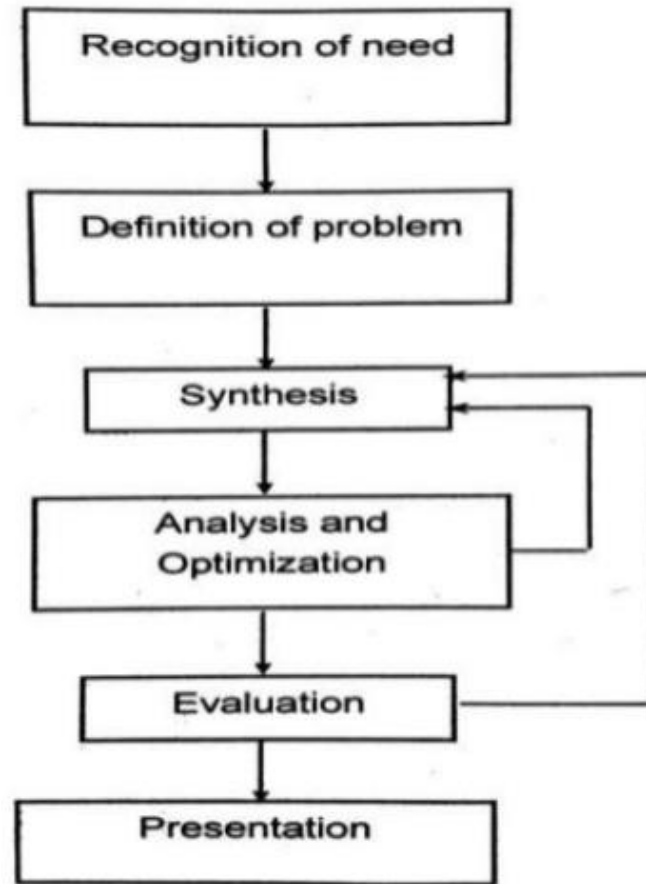 Recognition of need
Definition of problem
Synthesis
Analysis and
Optimization
Evaluation
Presentation